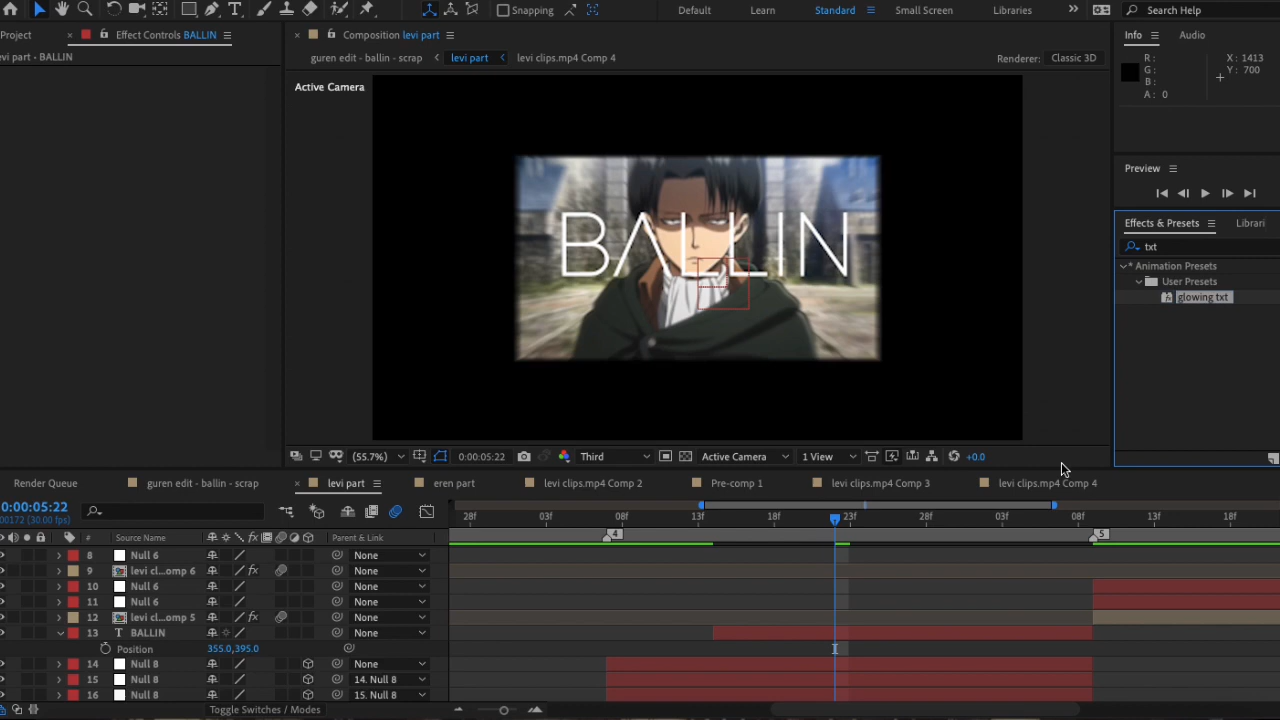 Snapping
Default
Learn
Standard
Small Screen
Libraries
Search Help
Project
Effect Controls BALLIN
Composition levi part
Info
Audio
evi part - BALLIN
guren edit - ballin - scrap
levi part
levi clips.mp4 Comp 4
Renderer:
Classic 3D
R :
G :
B :
A : 0
X : 1413
Y : 700
Active Camera
BALLIN
Preview
Effects & Presets
Librari
txt
* Animation Presets
User Presets
glowing txt
(55.7%)
0:00:05:22
Third
Active Camera
1 View
+0.0
Render Queue
guren edit - ballin - scrap
levi part
eren part
levi clips.mp4 Comp 2
Pre-comp 1
levi clips.mp4 Comp 3
levi clips.mp4 Comp 4
0:00:05:22
00172 (30.00 fps)
28f
03f
08f
13f
18f
23f
28f
03f
08f
13f
18f
#
Source Name
Parent & Link
4
5
8 Null 6 None
9 levi cl...omp 6 None
10 Null 6 None
11 Null 6 None
12 levi cl...omp 5 None
13 T BALLIN None
Position 355.0,395.0
14 Null 8 None
15 Null 8 14. Null 8
16 Null 8 15. Null 8
Toggle Switches / Modes